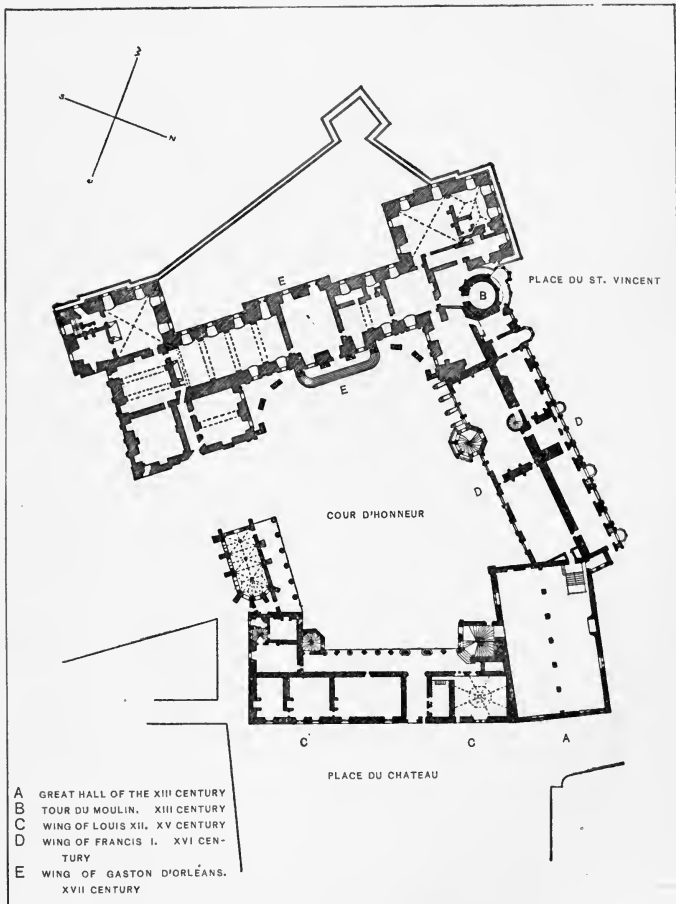 W
S
N
E
E
B
PLACE DU ST. VINCENT
E
D
D
COUR D'HONNEUR
C
C
A
PLACE DU CHATEAU
A GREAT HALL OF THE XIII CENTURY
B TOUR DU MOULIN. XIII CENTURY
C WING OF LOUIS XII. XV CENTURY
D WING OF FRANCIS I. XVI CEN-
TURY
E WING OF GASTON D'ORLÉANS.
XVII CENTURY